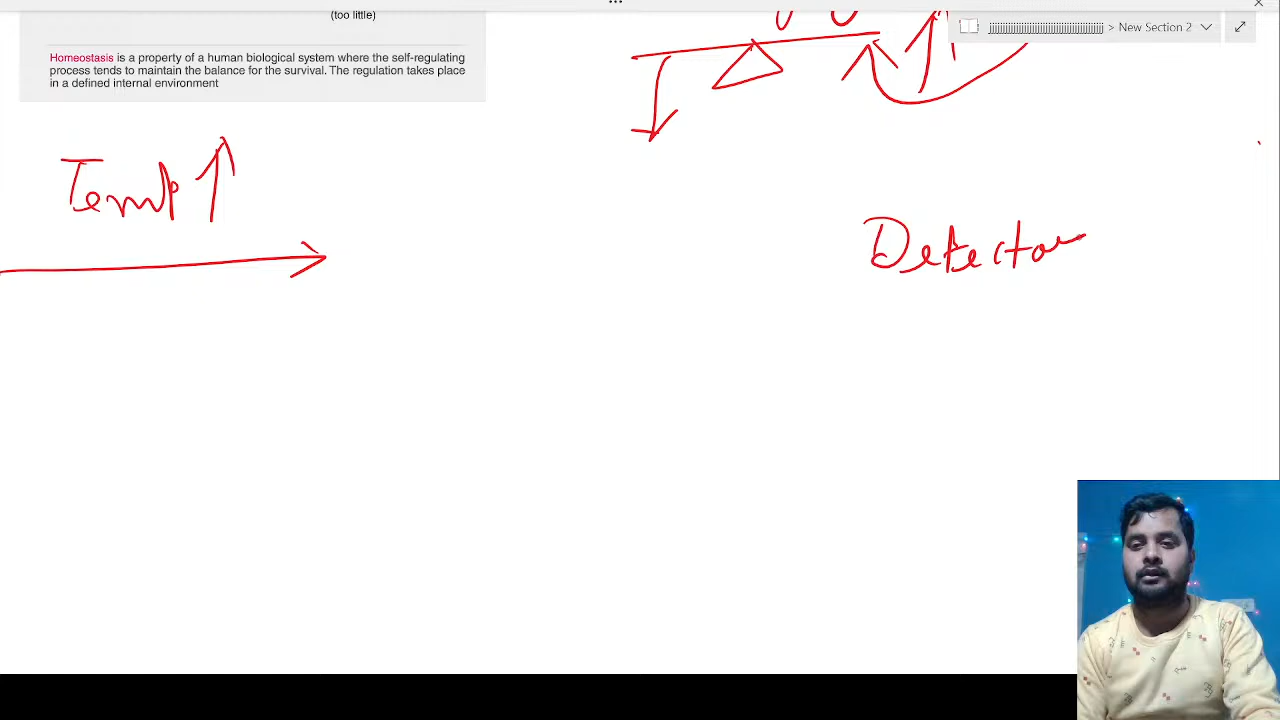 (too little)
jjjjjjjjjjjjjjjjjjjjjjjjjjjjjjjjjjjjjjj > New Section 2
Homeostasis is a property of a human biological system where the self-regulating
process tends to maintain the balance for the survival. The regulation takes place
in a defined internal environment
Temp ↑
Detector